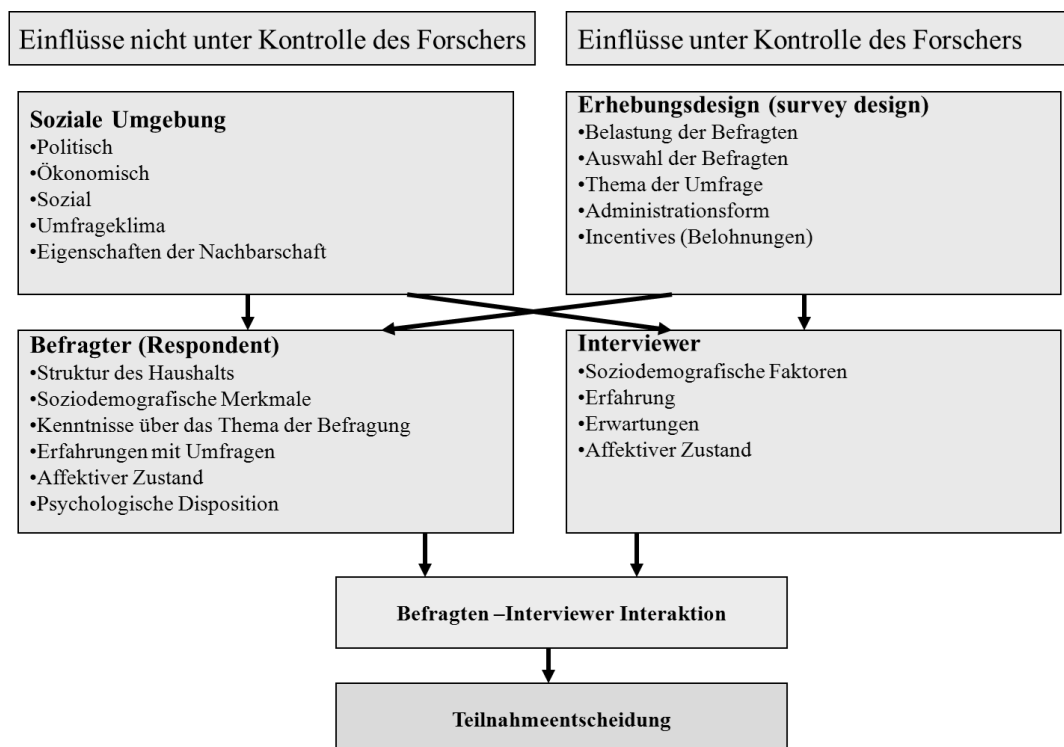 Einflüsse nicht unter Kontrolle des Forschers
Einflüsse unter Kontrolle des Forschers
Soziale Umgebung
•Politisch
•Ökonomisch
•Sozial
•Umfrageklima
•Eigenschaften der Nachbarschaft
Erhebungsdesign (survey design)
•Belastung der Befragten
•Auswahl der Befragten
•Thema der Umfrage
•Administrationsform
•Incentives (Belohnungen)
Befragter (Respondent)
•Struktur des Haushalts
•Soziodemografische Merkmale
•Kenntnisse über das Thema der Befragung
•Erfahrungen mit Umfragen
•Affektiver Zustand
•Psychologische Disposition
Interviewer
•Soziodemografische Faktoren
•Erfahrung
•Erwartungen
•Affektiver Zustand
Befragten –Interviewer Interaktion
Teilnahmeentscheidung